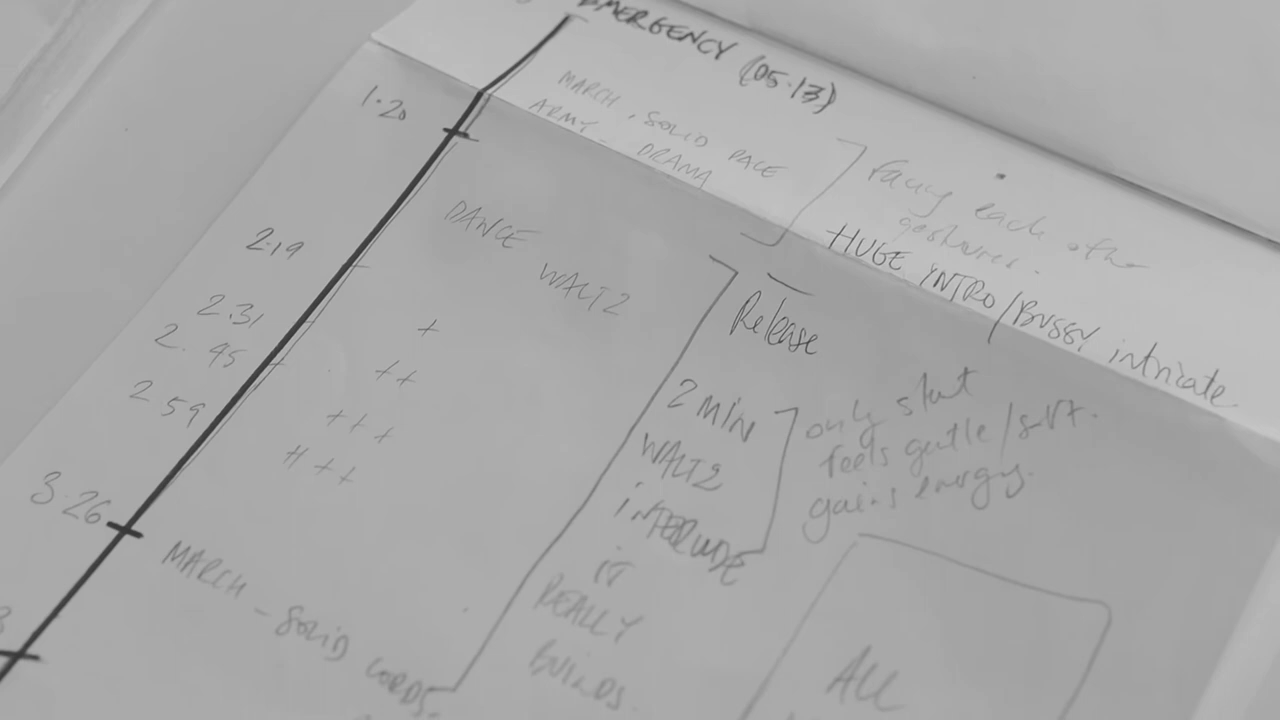 EMERGENCY (05.13)
MARCH, SOLID PACE
ARMY - DRAMA
facing each other
gestures.
HUGE INTRO/BUSSY intricate
1.20
DANCE
WALTZ
2.19
2.31
+
2.45
++
2.59
+++
+++
3.26
Release
2 MIN
WALTZ
INTERLUDE
it
REALLY
BUILDS.
only start
feels gentle/soft.
gains energy.
MARCH - SOLID CORDS.
ALL